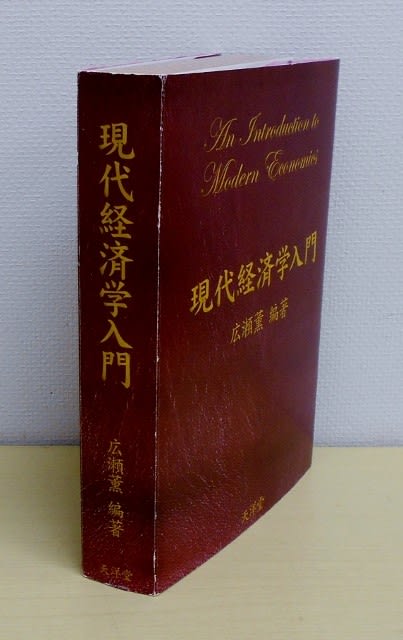 現代経済学入門
広瀬薫 編著
天洋堂
An Introduction to
Modern Economics
現代経済学入門
広瀬薫 編著
天洋堂